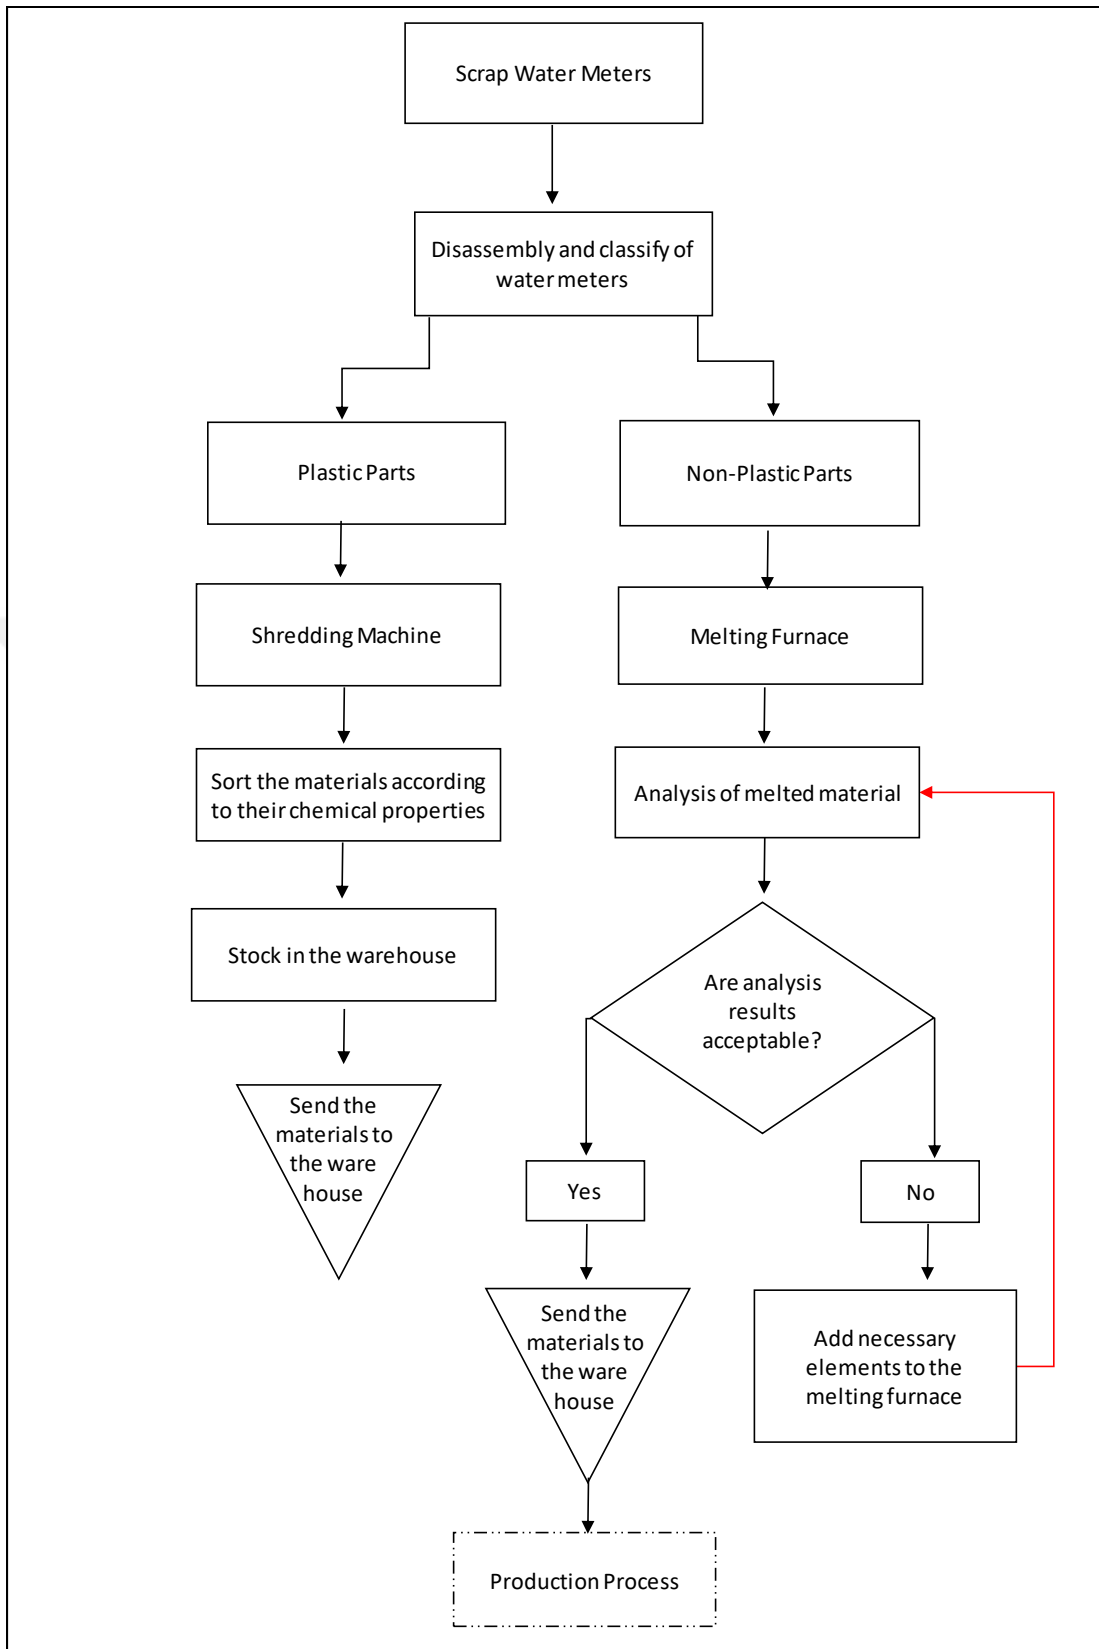 Scrap Water Meters
Disassembly and classify of
water meters
Plastic Parts
Non-Plastic Parts
Shredding Machine
Melting Furnace
Sort the materials according
to their chemical properties
Analysis of melted material
Stock in the warehouse
Are analysis
results
acceptable?
Send the
materials to
the ware
house
Yes
No
Send the
materials to
the ware
house
Add necessary
elements to the
melting furnace
Production Process